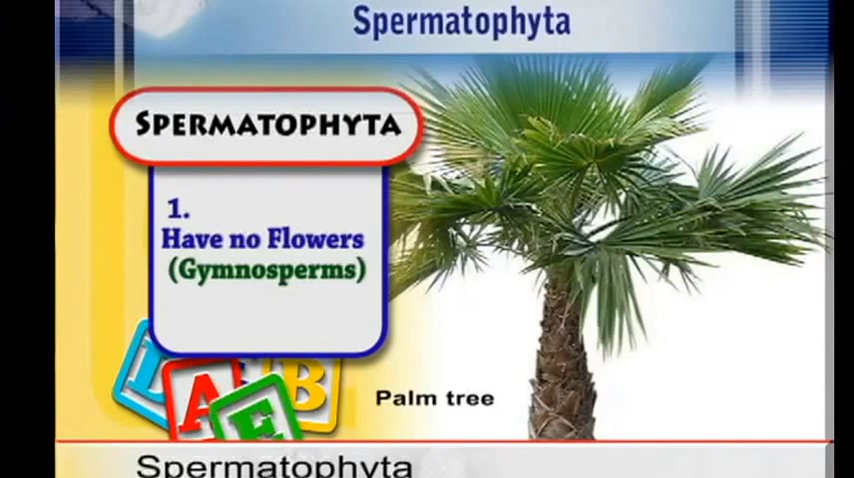 Spermatophyta
SPERMATOPHYTA
1.
Have no Flowers
(Gymnosperms)
D
A
E
B
Palm tree
Spermatophyta